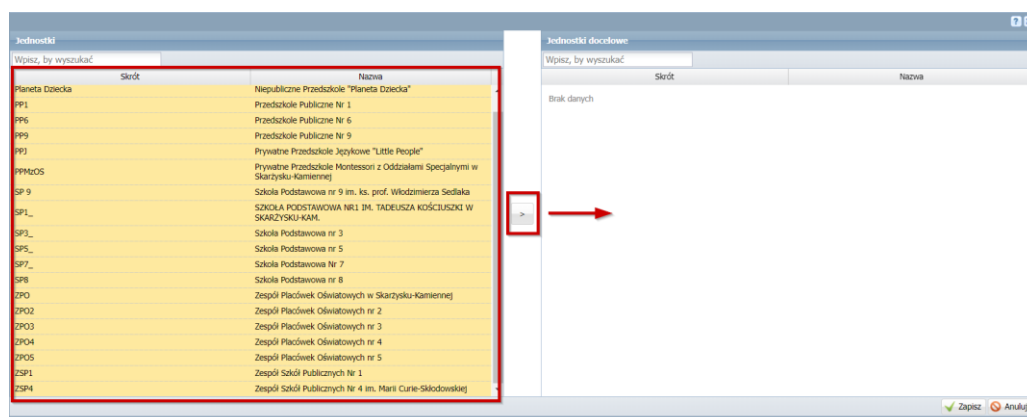 Jednostki
Jednostki docelowe
Wpisz, by wyszukać
Wpisz, by wyszukać
Skrót Nazwa
Skrót Nazwa
Planeta Dziecka Niepubliczne Przedszkole "Planeta Dziecka"
Brak danych
PP1 Przedszkole Publiczne Nr 1
PP6 Przedszkole Publiczne Nr 6
PP9 Przedszkole Publiczne Nr 9
PPJ Prywatne Przedszkole Językowe "Little People"
PPMzOS Prywatne Przedszkole Montessori z Oddziałami Specjalnymi w
Skarżysku-Kamiennej
SP 9 Szkoła Podstawowa nr 9 im. ks. prof. Włodzimierza Sedlaka
SP1_ SZKOŁA PODSTAWOWA NR1 IM. TADEUSZA KOŚCIUSZKI W
SKARŻYSKU-KAM.
>
SP3_ Szkoła Podstawowa nr 3
SP5_ Szkoła Podstawowa nr 5
SP7_ Szkoła Podstawowa Nr 7
SP8 Szkoła Podstawowa nr 8
ZPO Zespół Placówek Oświatowych w Skarżysku-Kamiennej
ZPO2 Zespół Placówek Oświatowych nr 2
ZPO3 Zespół Placówek Oświatowych nr 3
ZPO4 Zespół Placówek Oświatowych nr 4
ZPO5 Zespół Placówek Oświatowych nr 5
ZSP1 Zespół Szkół Publicznych Nr 1
ZSP4 Zespół Szkół Publicznych Nr 4 im. Marii Curie-Skłodowskiej
Zapisz Anuluj